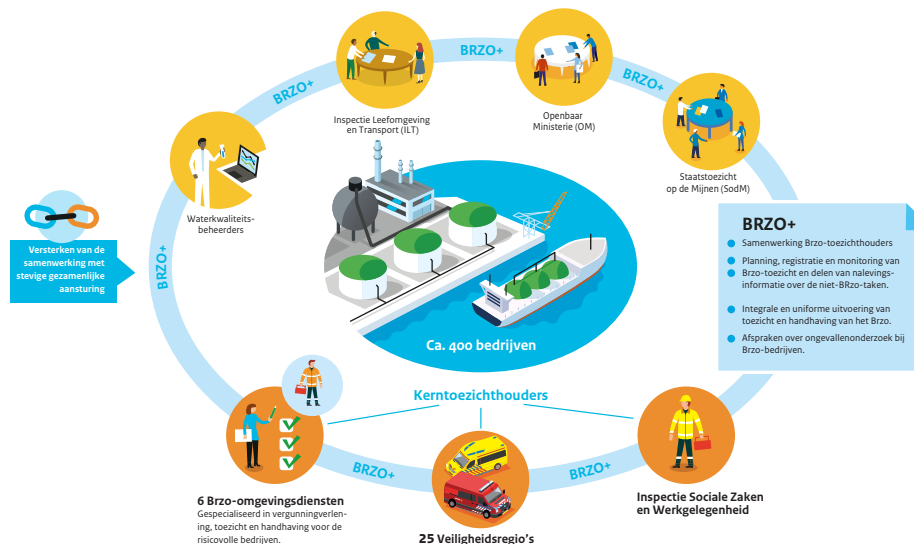 BRZO+
BRZO+
BRZO+
BRZO+
Inspectie Leefomgeving
en Transport (ILT)
Openbaar
Ministerie (OM)
Staatstoezicht
op de Mijnen (SodM)
Waterkwaliteits-
beheerders
Versterken van de
samenwerking met
stevige gezamenlijke
aansturing
BRZO+
Samenwerking Brzo-toezichthouders
Planning, registratie en monitoring van
Brzo-toezicht en delen van nalevings-
informatie over de niet-BRzo-taken.
Integrale en uniforme uitvoering van
toezicht en handhaving van het Brzo.
Afspraken over ongevallenonderzoek bij
Brzo-bedrijven.
Ca. 400 bedrijven
Kerntoezichthouders
BRZO+
BRZO+
6 Brzo-omgevingsdiensten
Gespecialiseerd in vergunningverlen-
ing, toezicht en handhaving voor de
risicovolle bedrijven.
25 Veiligheidsregio's
Inspectie Sociale Zaken
en Werkgelegenheid